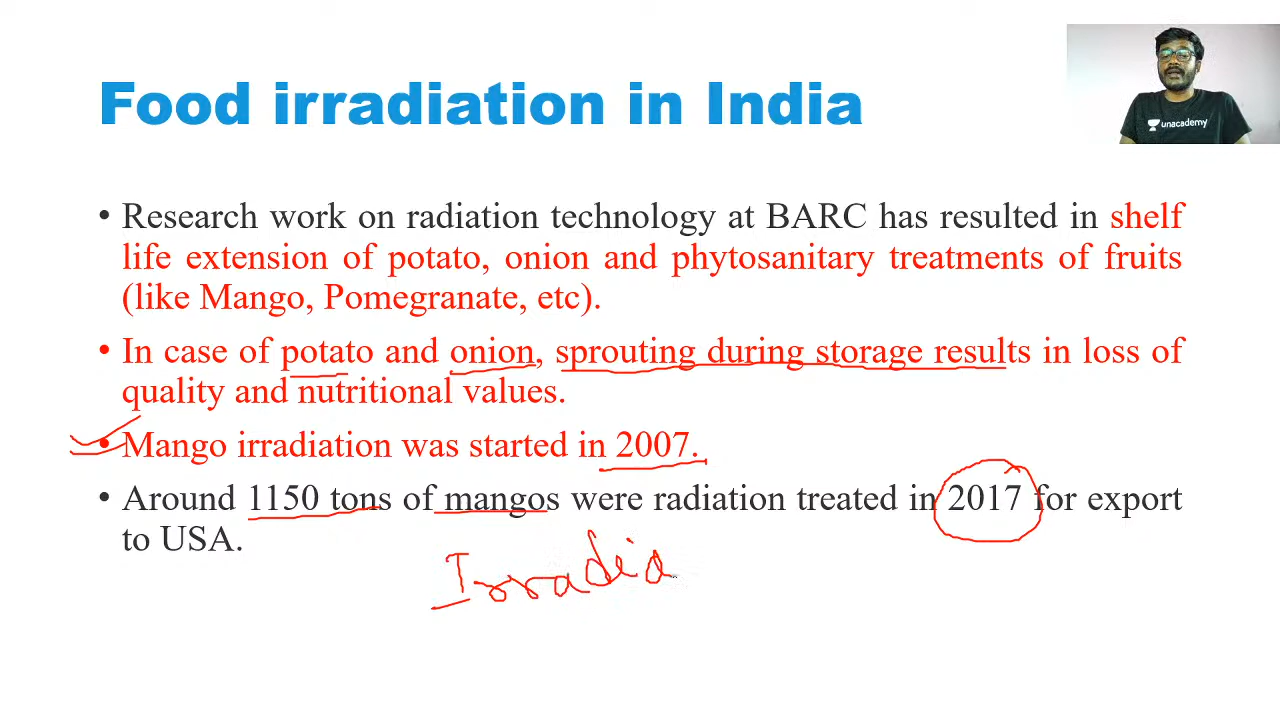 Food irradiation in India
unacademy
• Research work on radiation technology at BARC has resulted in shelf
life extension of potato, onion and phytosanitary treatments of fruits
(like Mango, Pomegranate, etc).
• In case of potato and onion, sprouting during storage results in loss of
quality and nutritional values.
• Mango irradiation was started in 2007.
• Around 1150 tons of mangos were radiation treated in 2017 for export
to USA.
Irradia